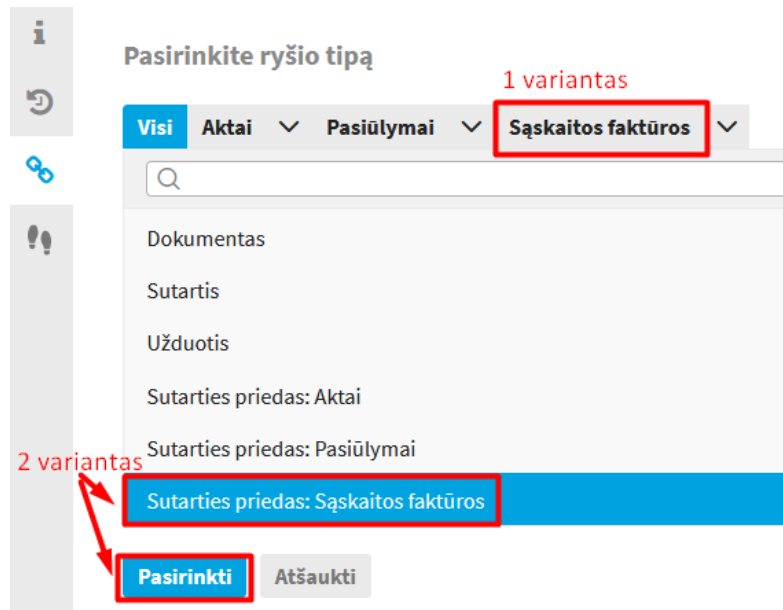 Pasirinkite ryšio tipą
1 variantas
Visi Aktai Pasiūlymai Sąskaitos faktūros
Dokumentas
Sutartis
Užduotis
Sutarties priedas: Aktai
Sutarties priedas: Pasiūlymai
2 variantas
Sutarties priedas: Sąskaitos faktūros
Pasirinkti Atšaukti